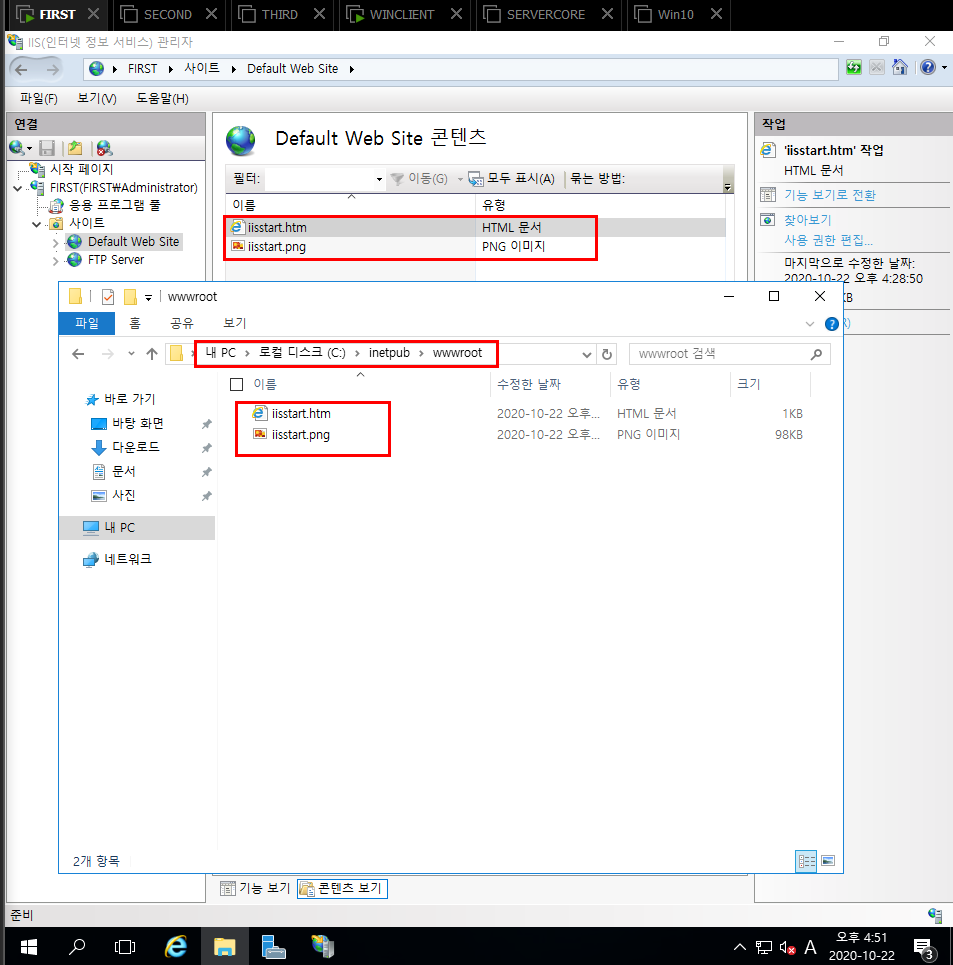 FIRST SECOND THIRD WINCLIENT SERVERCORE Win10
IIS(인터넷 정보 서비스) 관리자
FIRST 사이트 Default Web Site
파일(F) 보기(V) 도움말(H)
연결
시작 페이지
FIRST(FIRST₩Administrator)
응용 프로그램 풀
사이트
Default Web Site
FTP Server
Default Web Site 콘텐츠
필터: 이동(G) 모두 표시(A) 묶는 방법:
이름 유형
iisstart.htm HTML 문서
iisstart.png PNG 이미지
작업
'iisstart.htm' 작업
HTML 문서
기능 보기로 전환
찾아보기
사용 권한 편집...
마지막으로 수정한 날짜:
2020-10-22 오후 4:28:50
wwwroot
파일 홈 공유 보기
내 PC 로컬 디스크 (C:) inetpub wwwroot
wwwroot 검색
바로 가기
바탕 화면
다운로드
문서
사진
내 PC
네트워크
이름 수정한 날짜 유형 크기
iisstart.htm 2020-10-22 오후... HTML 문서 1KB
iisstart.png 2020-10-22 오후... PNG 이미지 98KB
2개 항목
기능 보기 콘텐츠 보기
준비
A 오후 4:51
2020-10-22
3